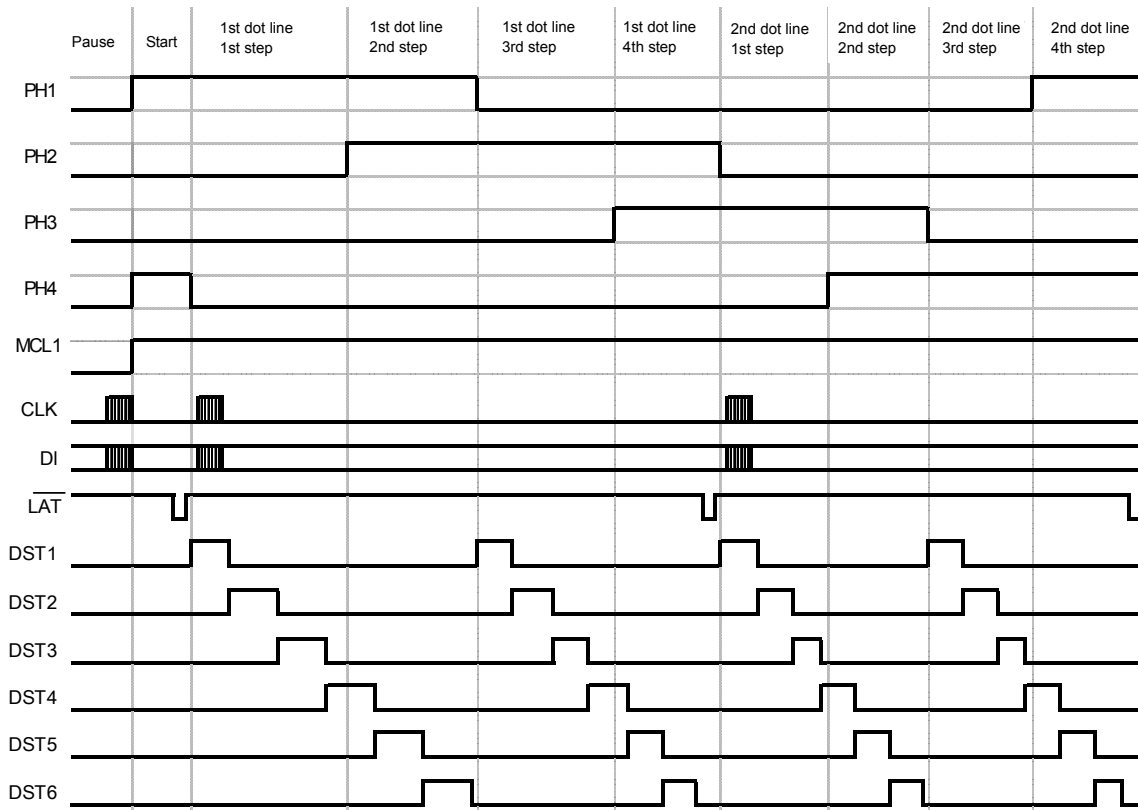 Pause
Start
1st dot line
1st step
1st dot line
2nd step
1st dot line
3rd step
1st dot line
4th step
2nd dot line
1st step
2nd dot line
2nd step
2nd dot line
3rd step
2nd dot line
4th step
PH1
PH2
PH3
PH4
MCL1
CLK
DI
LAT
DST1
DST2
DST3
DST4
DST5
DST6